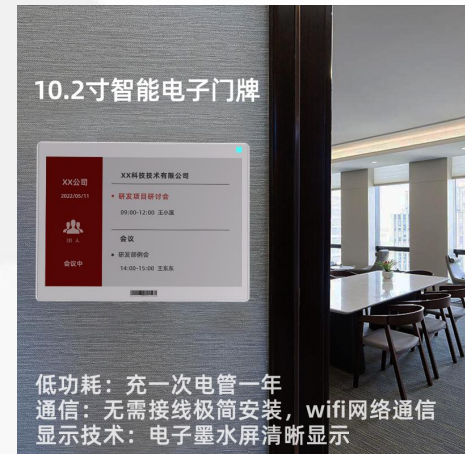 10.2寸智能电子门牌
XX公司
2022/05/11
会议中
XX科技技术有限公司
研发项目研讨会
09:00-12:00 王小溪
会议
研发部例会
14:00-15:00 王东东
低功耗：充一次电管一年
通信：无需接线极简安装，wifi网络通信
显示技术：电子墨水屏清晰显示